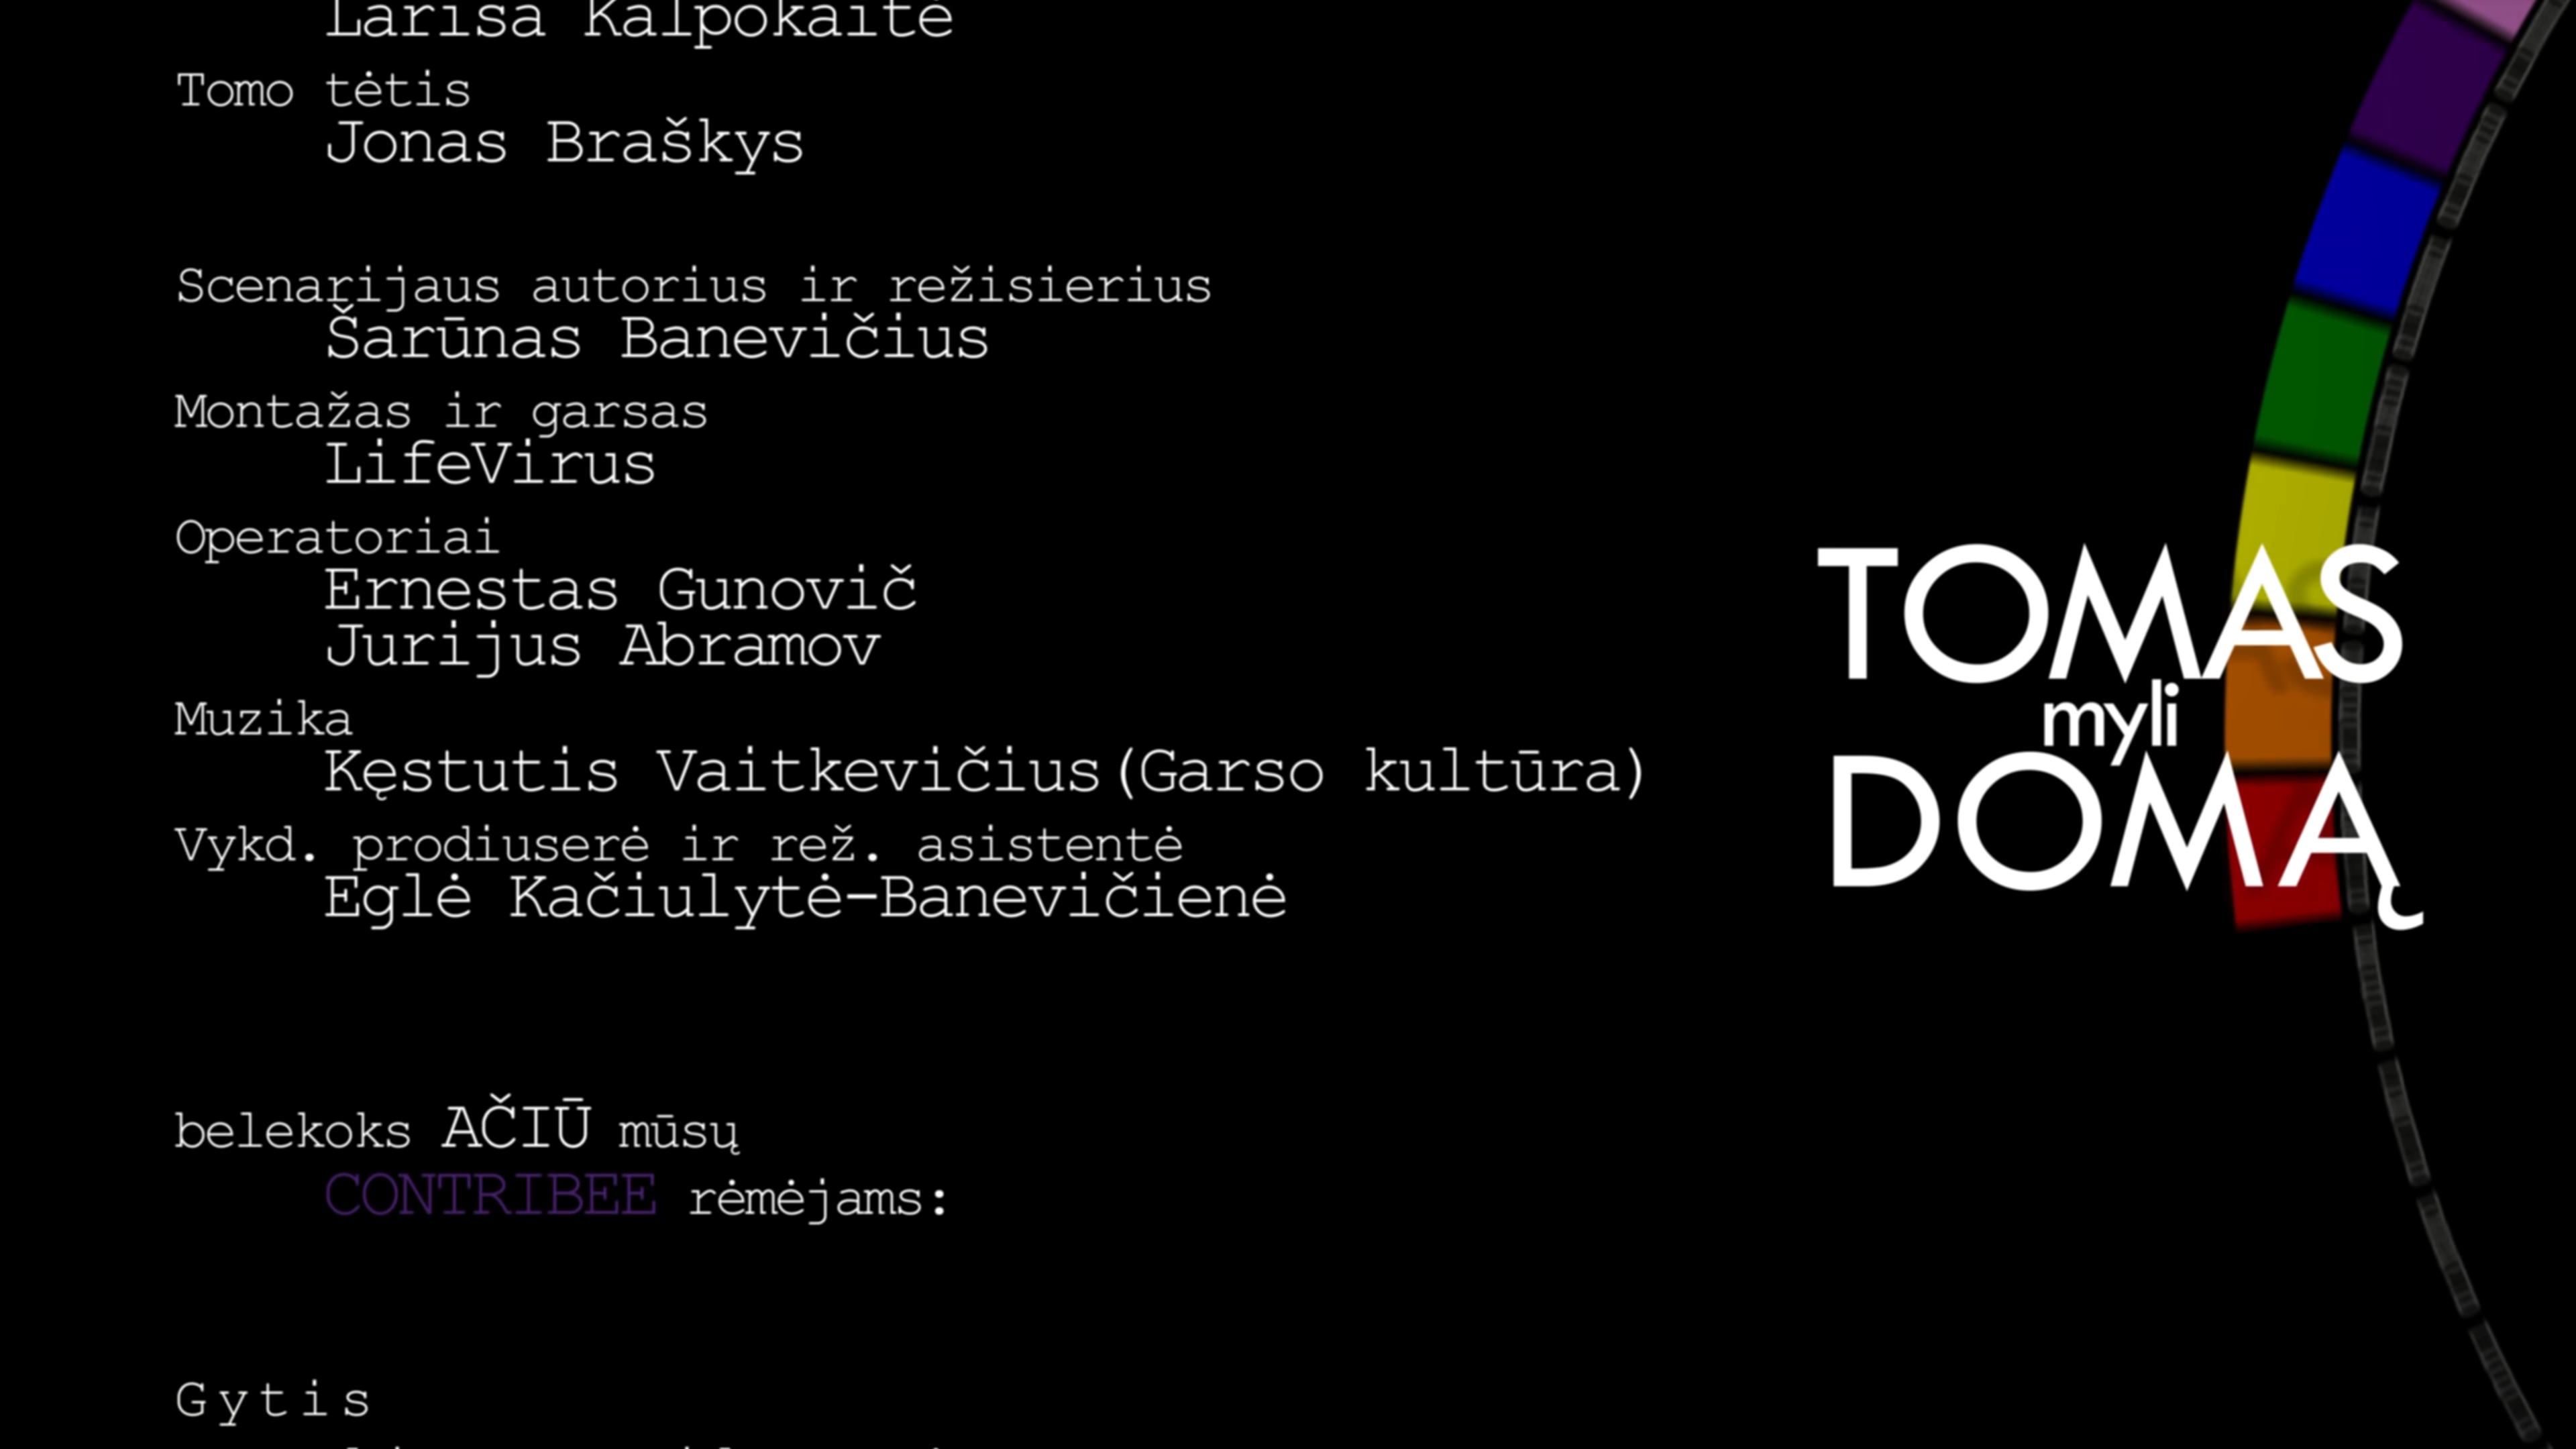 Larisa Kalpokaitė
Tomo tėtis
Jonas Braškys
Scenarijaus autorius ir režisierius
Šarūnas Banevičius
Montažas ir garsas
LifeVirus
Operatoriai
Ernestas Gunovič
Jurijus Abramov
Muzika
Kęstutis Vaitkevičius(Garso kultūra)
Vykd. prodiuserė ir rež. asistentė
Eglė Kačiulytė-Banevičienė
belekoks AČIŪ mūsų
CONTRIBEE rėmėjams:
Gytis
TOMAS
myli
DOMĄ